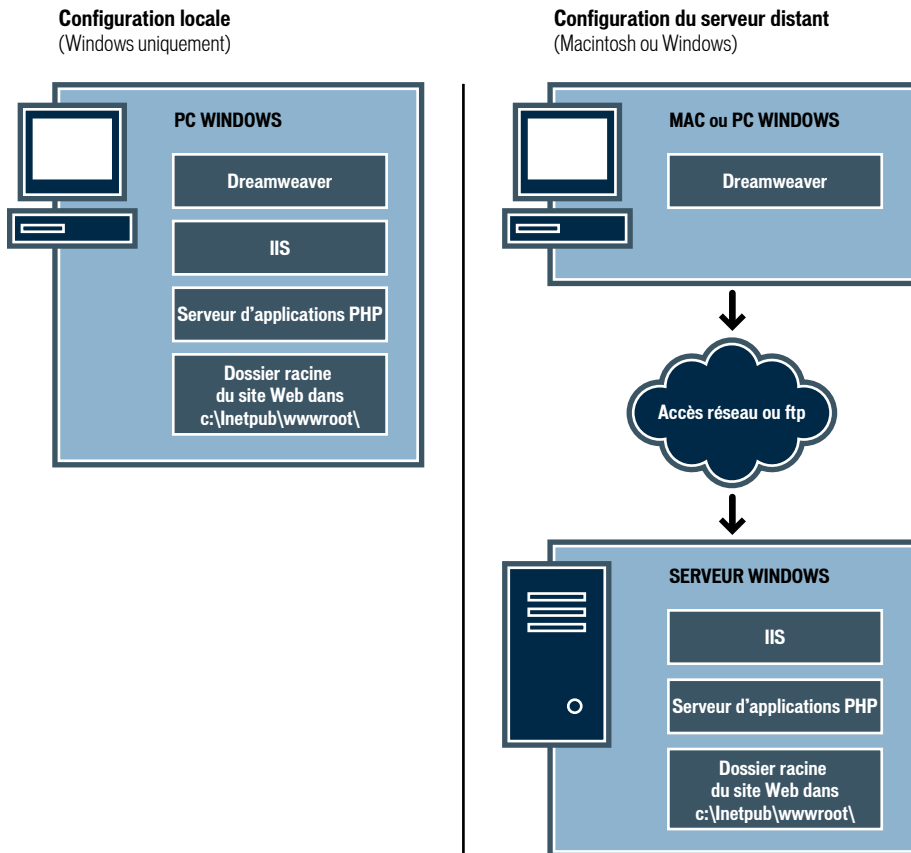 Configuration locale
(Windows uniquement)
PC WINDOWS
Dreamweaver
IIS
Serveur d'applications PHP
Dossier racine
du site Web dans
c:\Inetpub\wwwroot\
Configuration du serveur distant
(Macintosh ou Windows)
MAC ou PC WINDOWS
Dreamweaver
Accès réseau ou ftp
SERVEUR WINDOWS
IIS
Serveur d'applications PHP
Dossier racine
du site Web dans
c:\Inetpub\wwwroot\